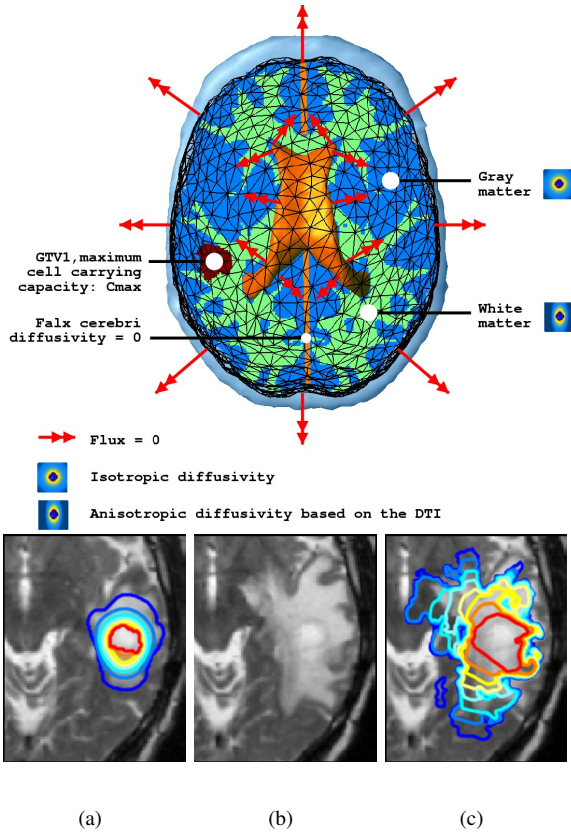 Gray
matter
GTV1,maximum
cell carrying
capacity: Cmax
White
matter
Falx cerebri
diffusivity = 0
Flux = 0
Isotropic diffusivity
Anisotropic diffusivity based on the DTI
(a)
(b)
(c)